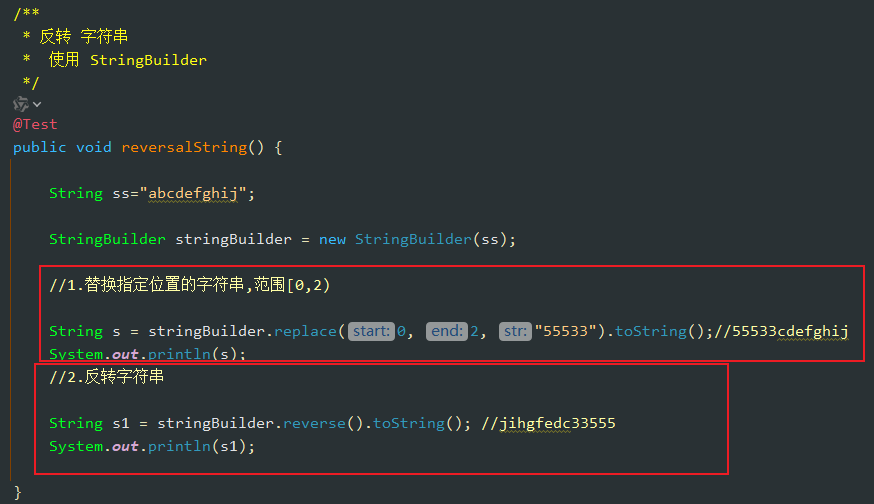 /**
 * 反转 字符串
 *  使用 StringBuilder
 */
@Test
public void reversalString() {
String ss="abcdefghij";
StringBuilder stringBuilder = new StringBuilder(ss);
//1.替换指定位置的字符串,范围[0,2)
String s = stringBuilder.replace( start: 0, end: 2, str: "55533").toString();//55533cdefghij
System.out.println(s);
//2.反转字符串
String s1 = stringBuilder.reverse().toString(); //jihgfedc33555
System.out.println(s1);
}